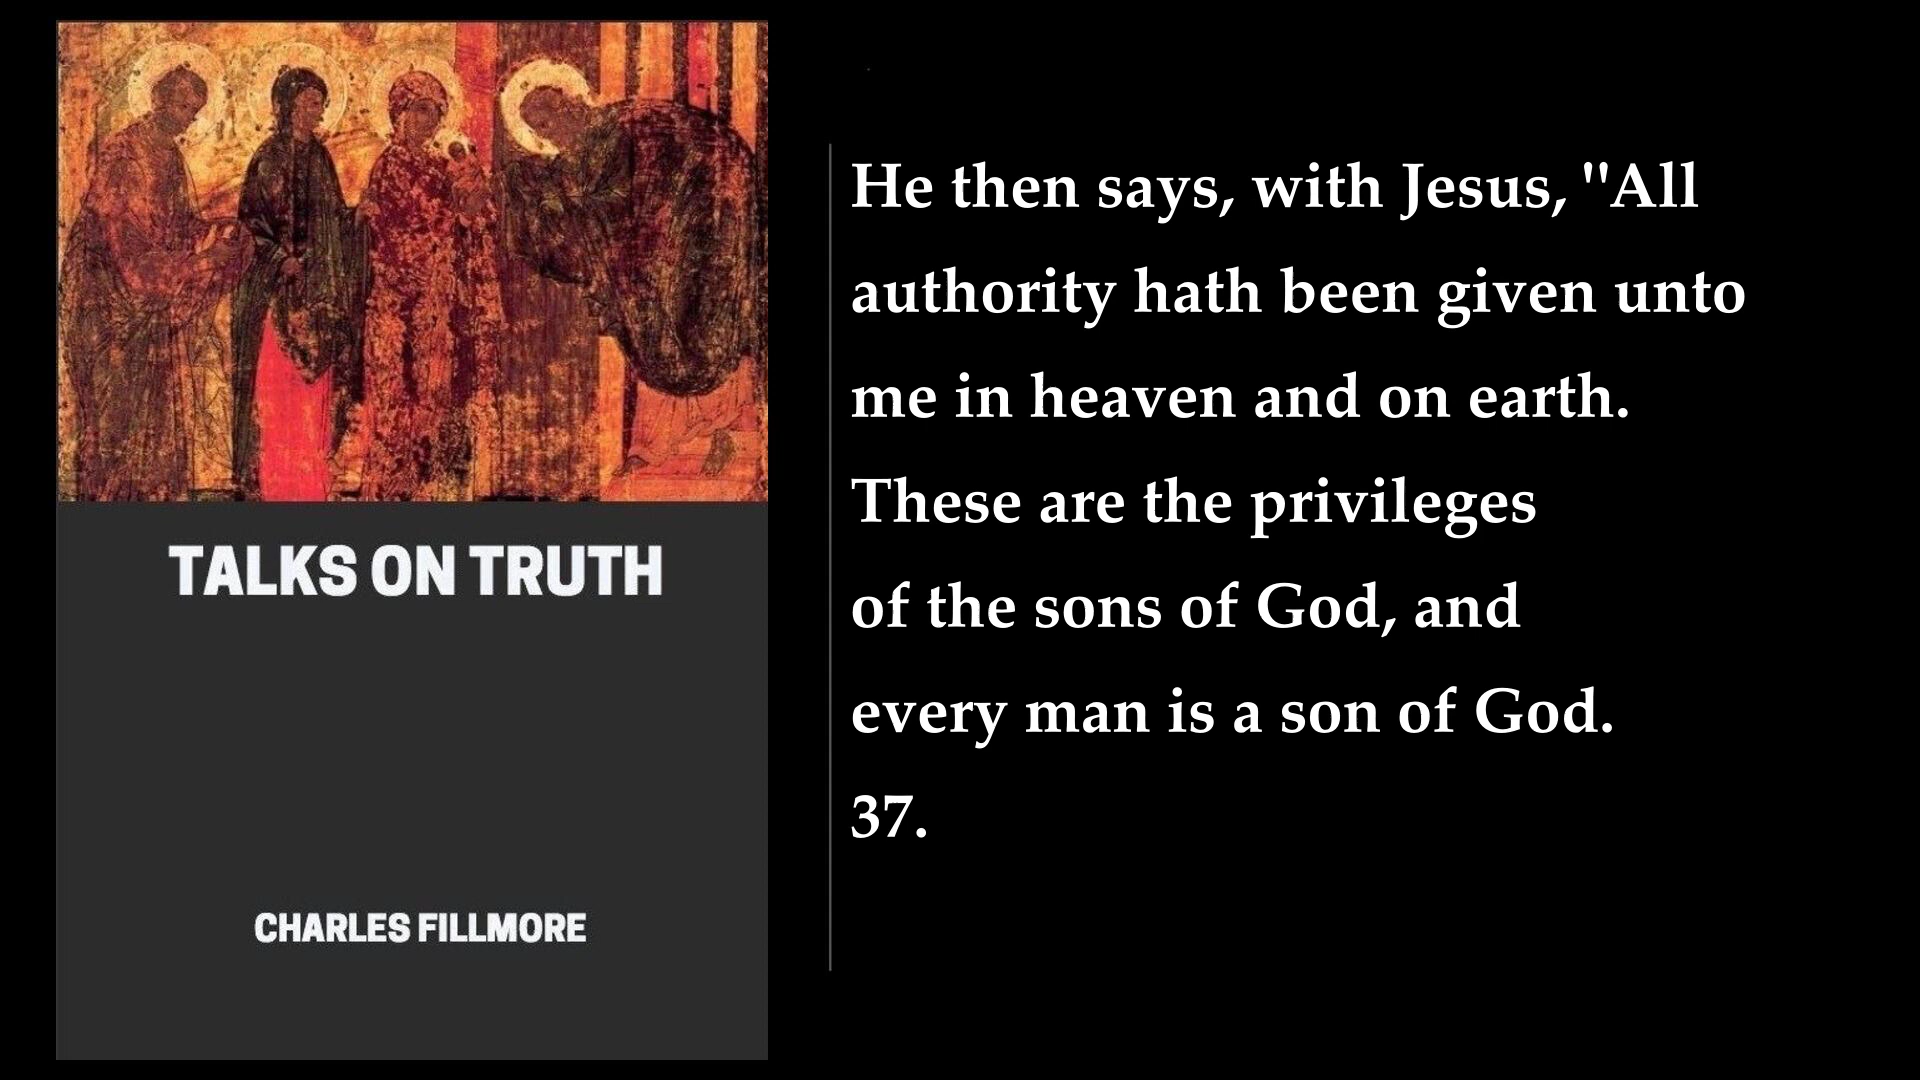 TALKS ON TRUTH
CHARLES FILLMORE
He then says, with Jesus, "All
authority hath been given unto
me in heaven and on earth.
These are the privileges
of the sons of God, and
every man is a son of God.
37.